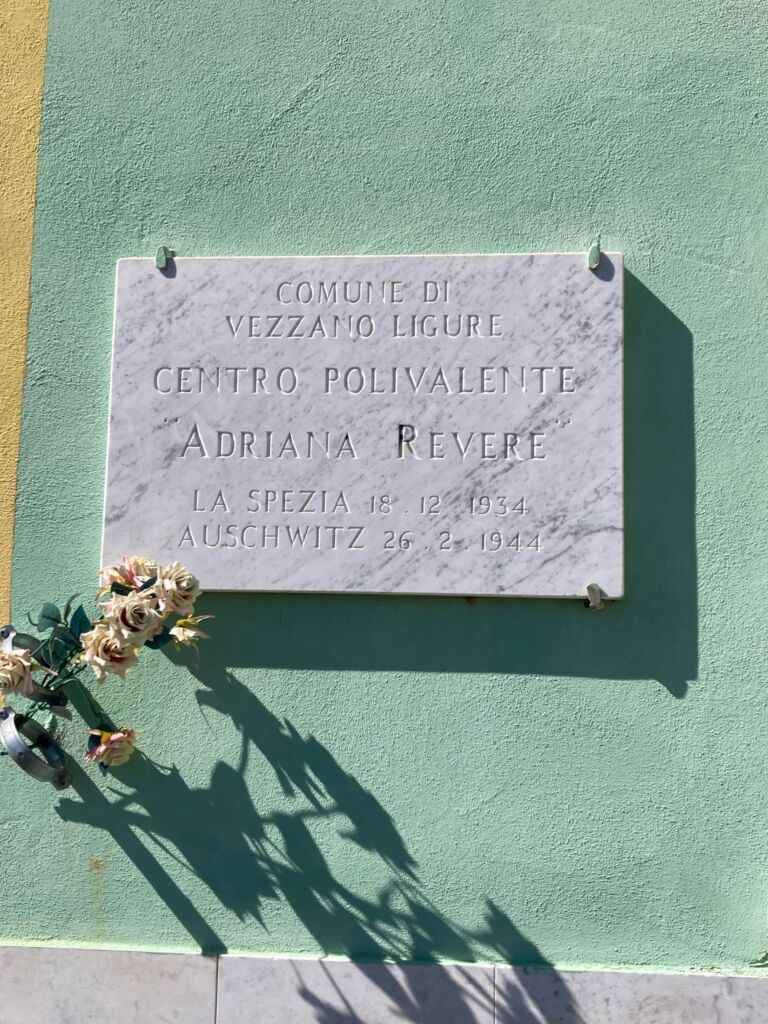 COMUNE DI
VEZZANO LIGURE
CENTRO POLIVALENTE
"ADRIANA REVERE"
LA SPEZIA 18.12.1934
AUSCHWITZ 26.2.1944